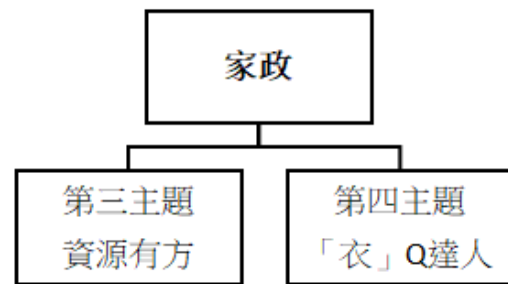 家政
第三主題
資源有方
第四主題
「衣」Q達人